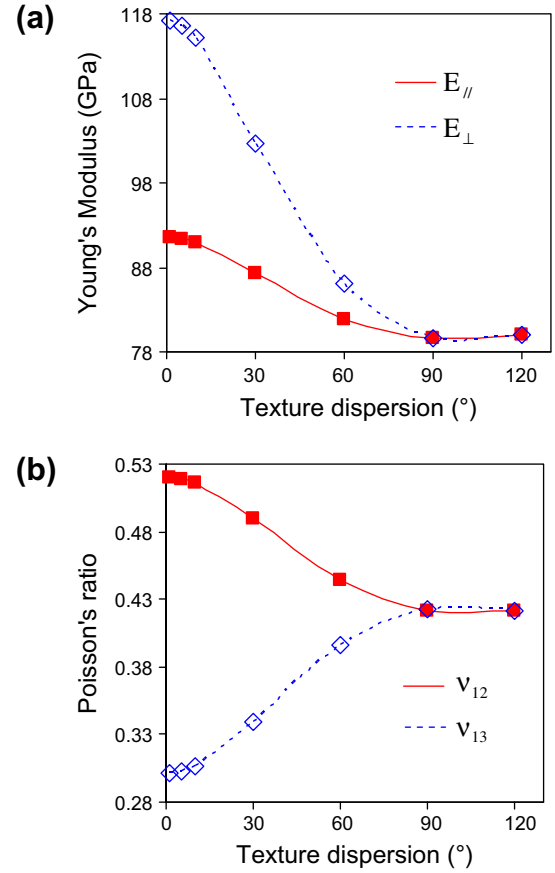 (a)
118
118
108
98
88
78
Young's Modulus (GPa)
E//
E⊥
0 30 60 90 120
Texture dispersion (°)
(b)
0.53
0.48
0.43
0.38
0.33
0.28
Poisson's ratio
ν12
ν13
0 30 60 90 120
Texture dispersion (°)